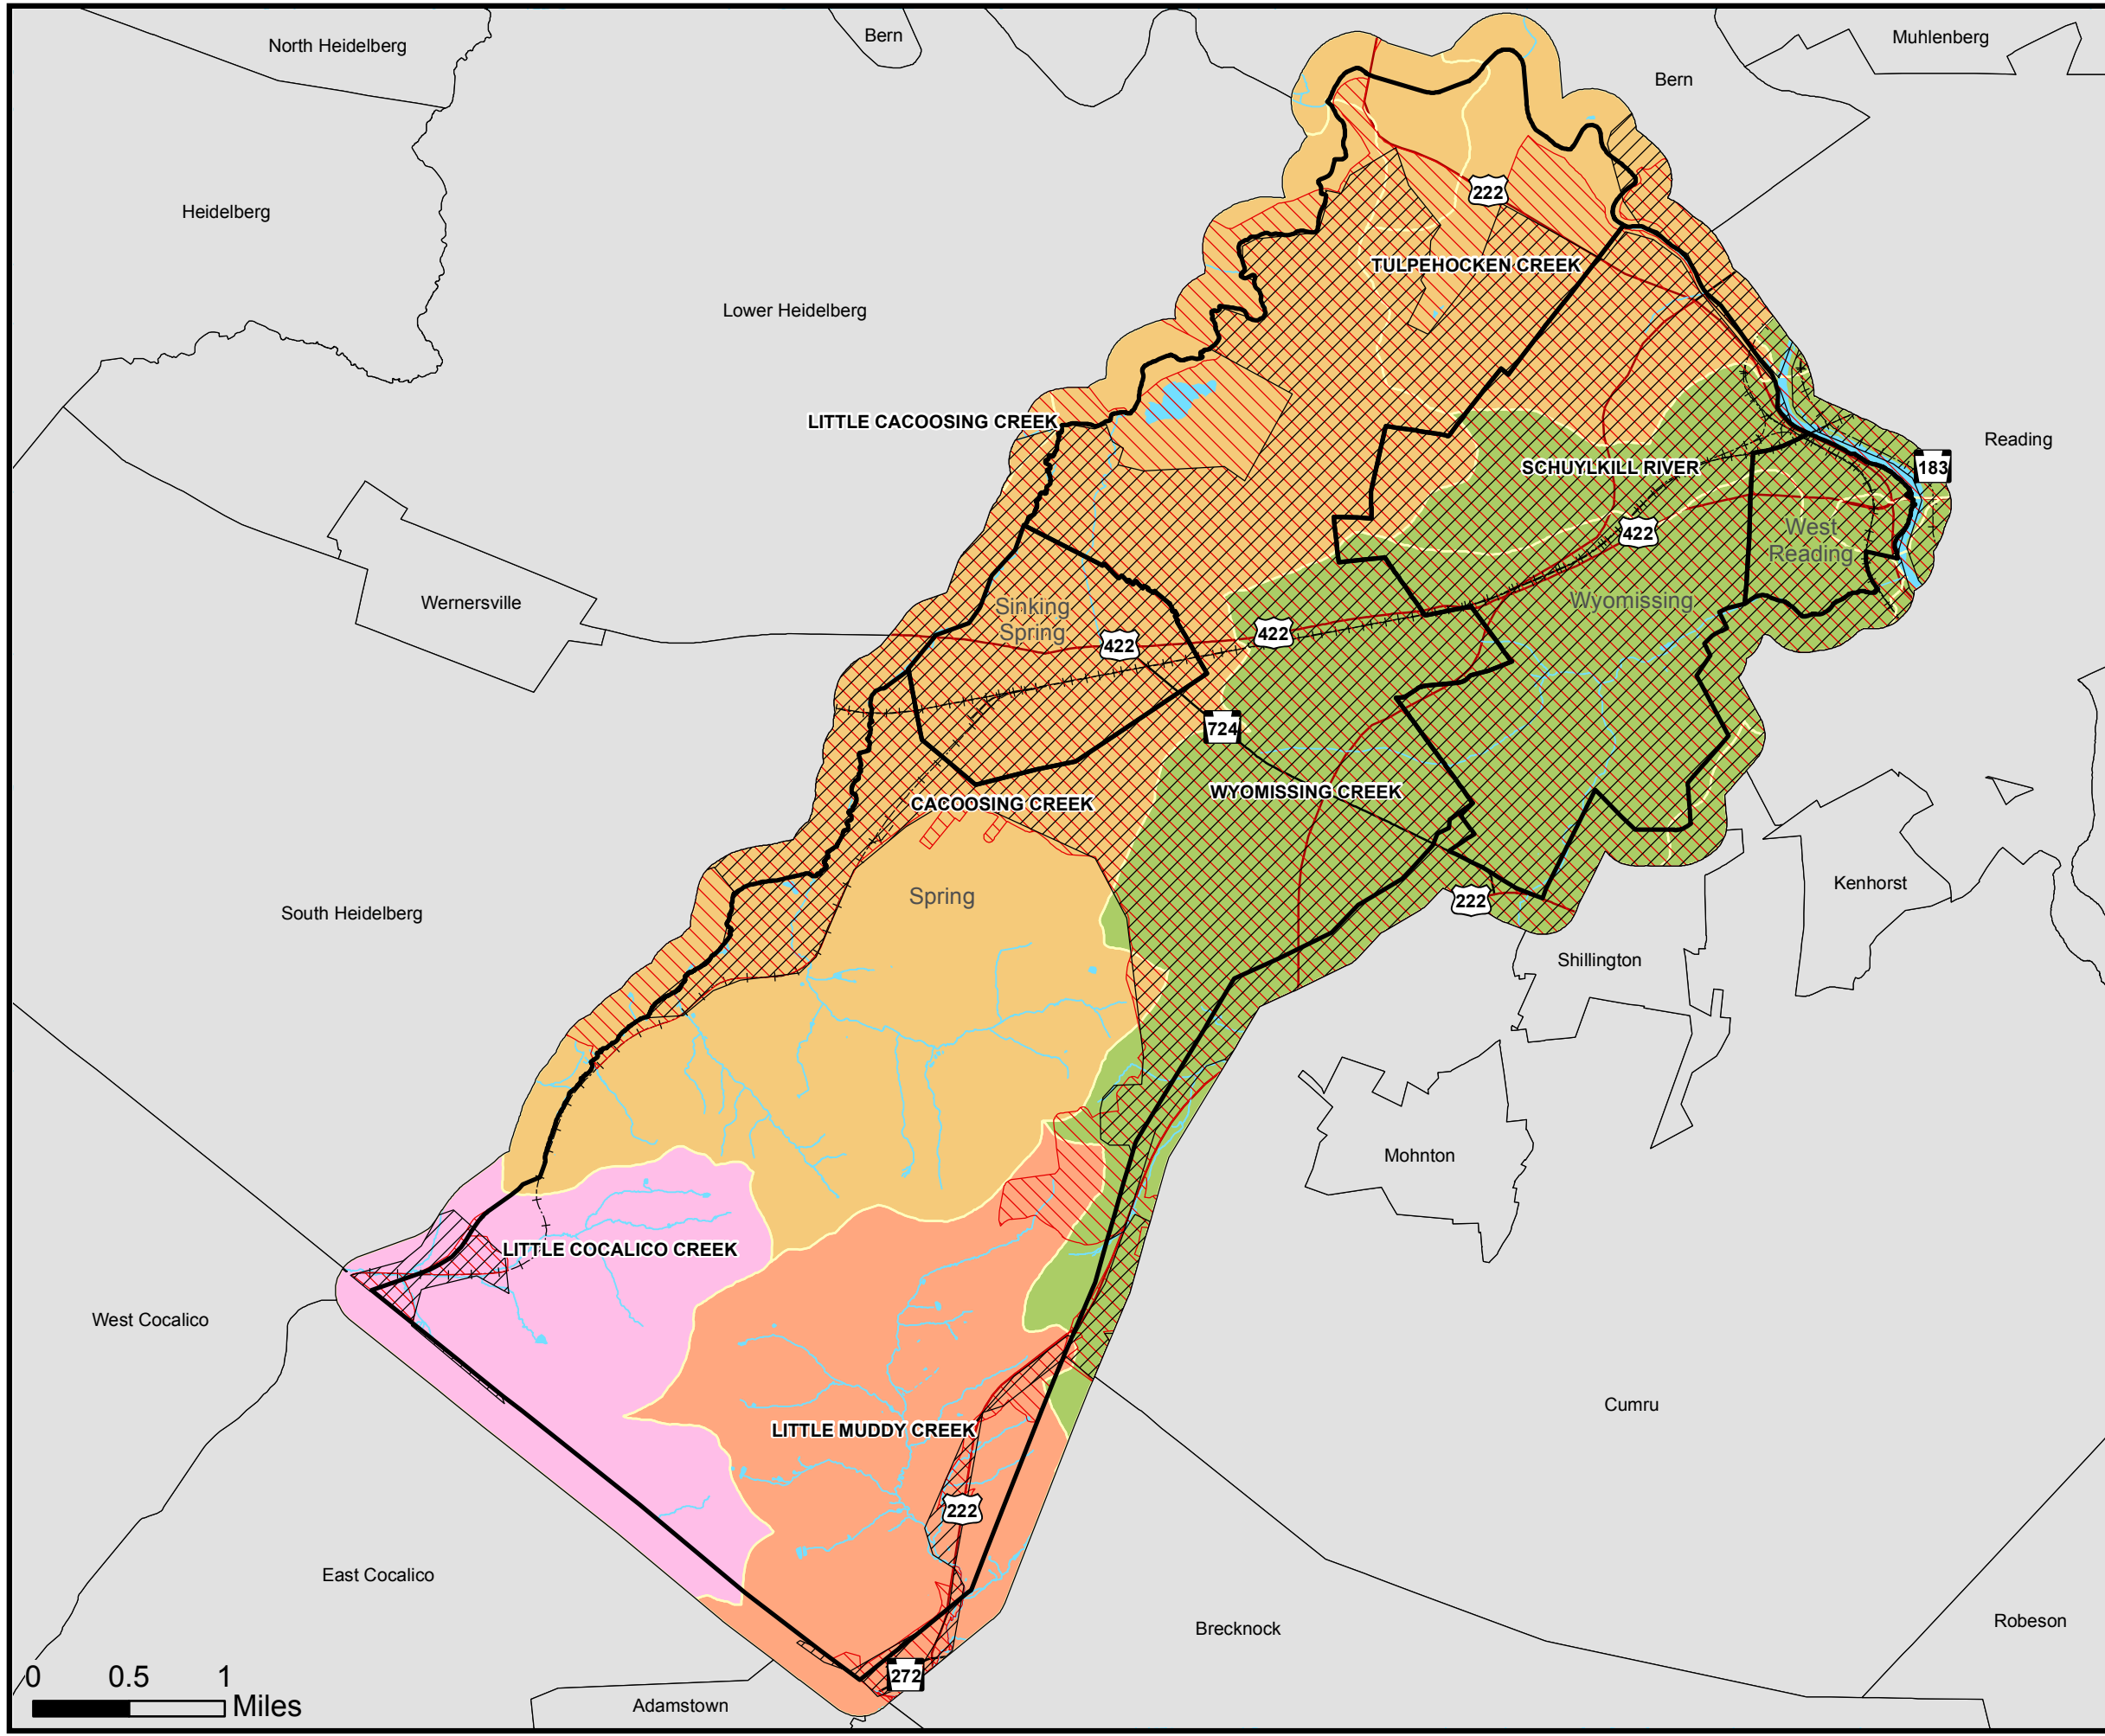 North Heidelberg
Bern
Muhlenberg
Bern
Heidelberg
222
TULPEHOCKEN CREEK
Lower Heidelberg
LITTLE CACOOSING CREEK
Reading
SCHUYLKILL RIVER
183
422
West
Reading
Wernersville
Sinking
Spring
Wyomissing
422
422
724
WYOMISSING CREEK
CACOOSING CREEK
Spring
222
Kenhorst
South Heidelberg
Shillington
Mohnton
LITTLE COCALICO CREEK
West Cocalico
Cumru
LITTLE MUDDY CREEK
222
East Cocalico
Brecknock
Robeson
272
Adamstown
0 0.5 1
Miles